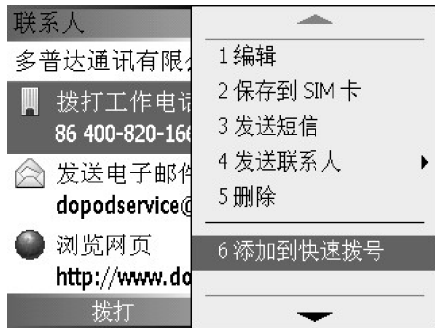 联系人
多普达通讯有限
拨打工作电话
86 400-820-16
发送电子邮件
dopodservice@
浏览网页
http://www.do
拨打
1 编辑
2 保存到 SIM 卡
3 发送短信
4 发送联系人
5 删除
6 添加到快速拨号